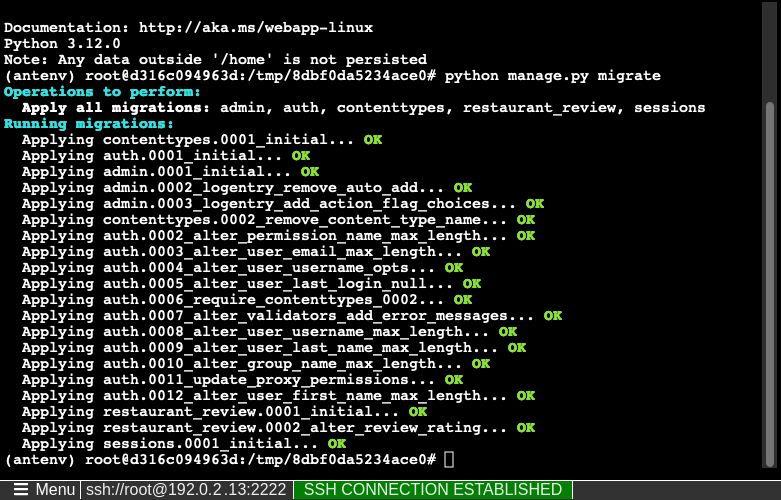 Documentation: http://aka.ms/webapp-linux
Python 3.12.0
Note: Any data outside '/home' is not persisted
(antenv) root@d316c094963d:/tmp/8dbf0da5234ace0# python manage.py migrate
Operations to perform:
  Apply all migrations: admin, auth, contenttypes, restaurant_review, sessions
Running migrations:
  Applying contenttypes.0001_initial... OK
  Applying auth.0001_initial... OK
  Applying admin.0001_initial... OK
  Applying admin.0002_logentry_remove_auto_add... OK
  Applying admin.0003_logentry_add_action_flag_choices... OK
  Applying contenttypes.0002_remove_content_type_name... OK
  Applying auth.0002_alter_permission_name_max_length... OK
  Applying auth.0003_alter_user_email_max_length... OK
  Applying auth.0004_alter_user_username_opts... OK
  Applying auth.0005_alter_user_last_login_null... OK
  Applying auth.0006_require_contenttypes_0002... OK
  Applying auth.0007_alter_validators_add_error_messages... OK
  Applying auth.0008_alter_user_username_max_length... OK
  Applying auth.0009_alter_user_last_name_max_length... OK
  Applying auth.0010_alter_group_name_max_length... OK
  Applying auth.0011_update_proxy_permissions... OK
  Applying auth.0012_alter_user_first_name_max_length... OK
  Applying restaurant_review.0001_initial... OK
  Applying restaurant_review.0002_alter_review_rating... OK
  Applying sessions.0001_initial... OK
(antenv) root@d316c094963d:/tmp/8dbf0da5234ace0#
Menu ssh://root@192.0.2.13:2222 SSH CONNECTION ESTABLISHED